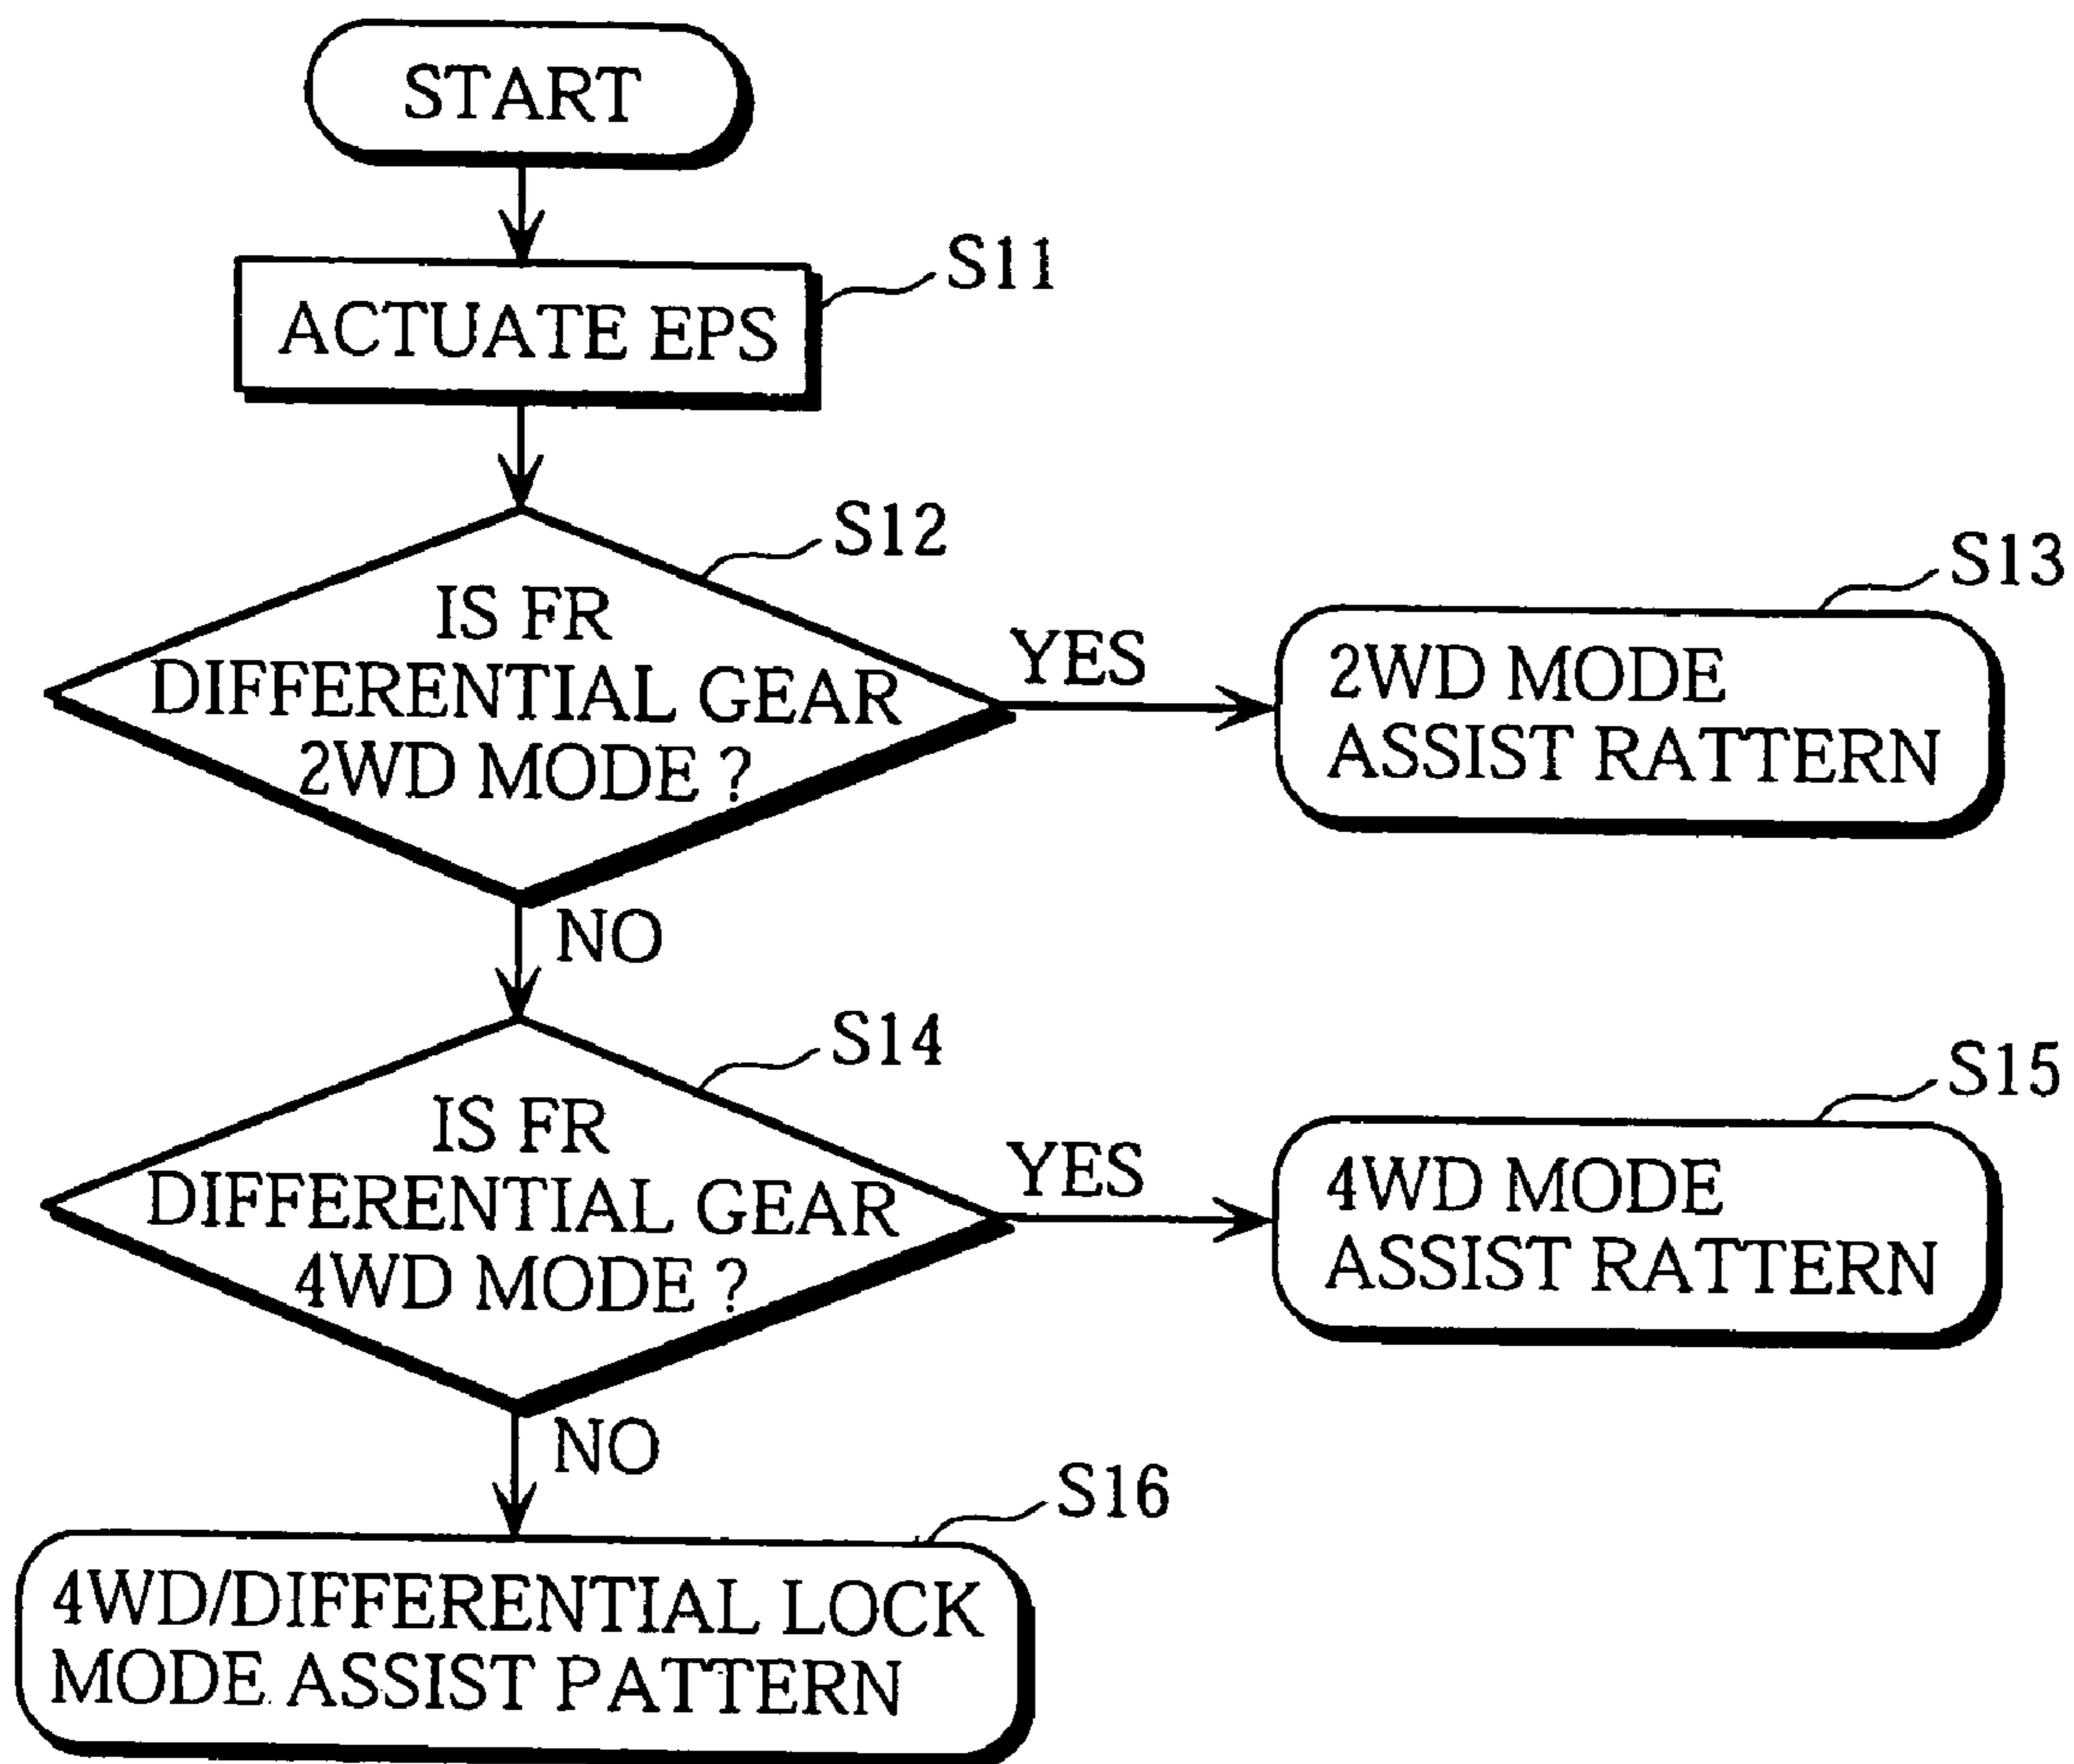 START
S11
ACTUATE EPS
S12
IS FR
DIFFERENTIAL GEAR
2WD MODE ?
YES
S13
2WD MODE
ASSIST RATTERN
NO
S14
IS FR
DIFFERENTIAL GEAR
4WD MODE ?
YES
S15
4WD MODE
ASSIST RATTERN
NO
S16
4WD/DIFFERENTIAL LOCK
MODE ASSIST PATTERN